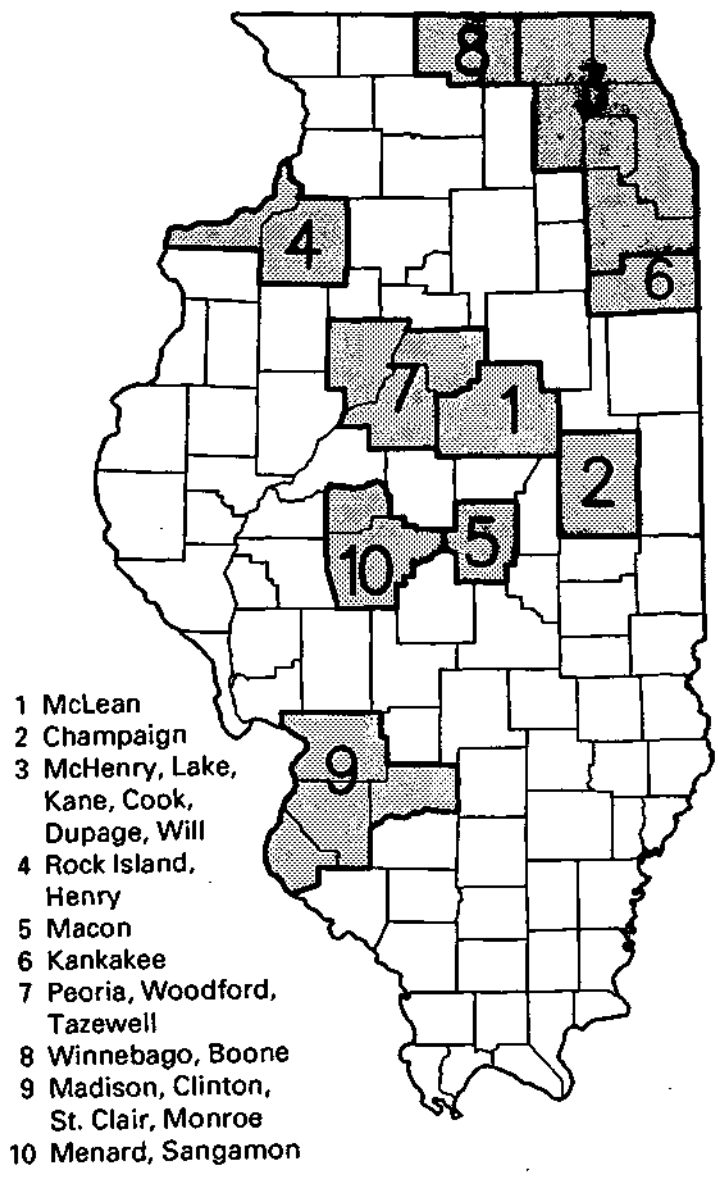 8
3
4
6
7
1
2
5
10
9
1 McLean
2 Champaign
3 McHenry, Lake,
Kane, Cook,
Dupage, Will
4 Rock Island,
Henry
5 Macon
6 Kankakee
7 Peoria, Woodford,
Tazewell
8 Winnebago, Boone
9 Madison, Clinton,
St. Clair, Monroe
10 Menard, Sangamon